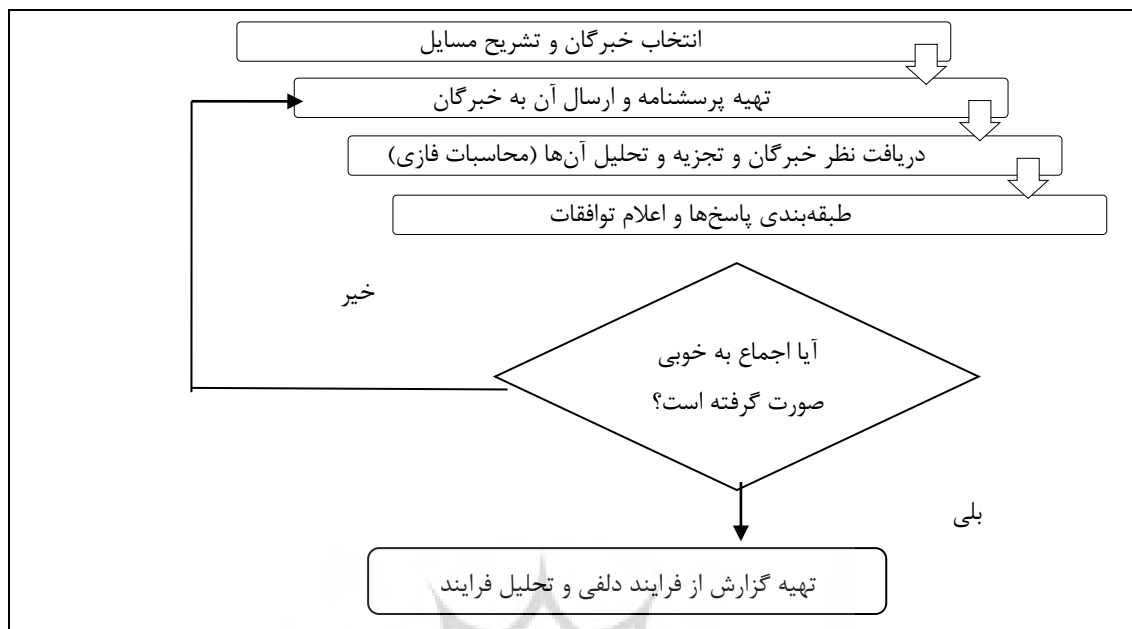 انتخاب خبرگان و تشریح مسایل
تهیه پرسشنامه و ارسال آن به خبرگان
دریافت نظر خبرگان و تجزیه و تحلیل آن‌ها (محاسبات فازی)
طبقه‌بندی پاسخ‌ها و اعلام توافقات
خیر
آیا اجماع به خوبی
صورت گرفته است؟
بلی
تهیه گزارش از فرایند دلفی و تحلیل فرایند